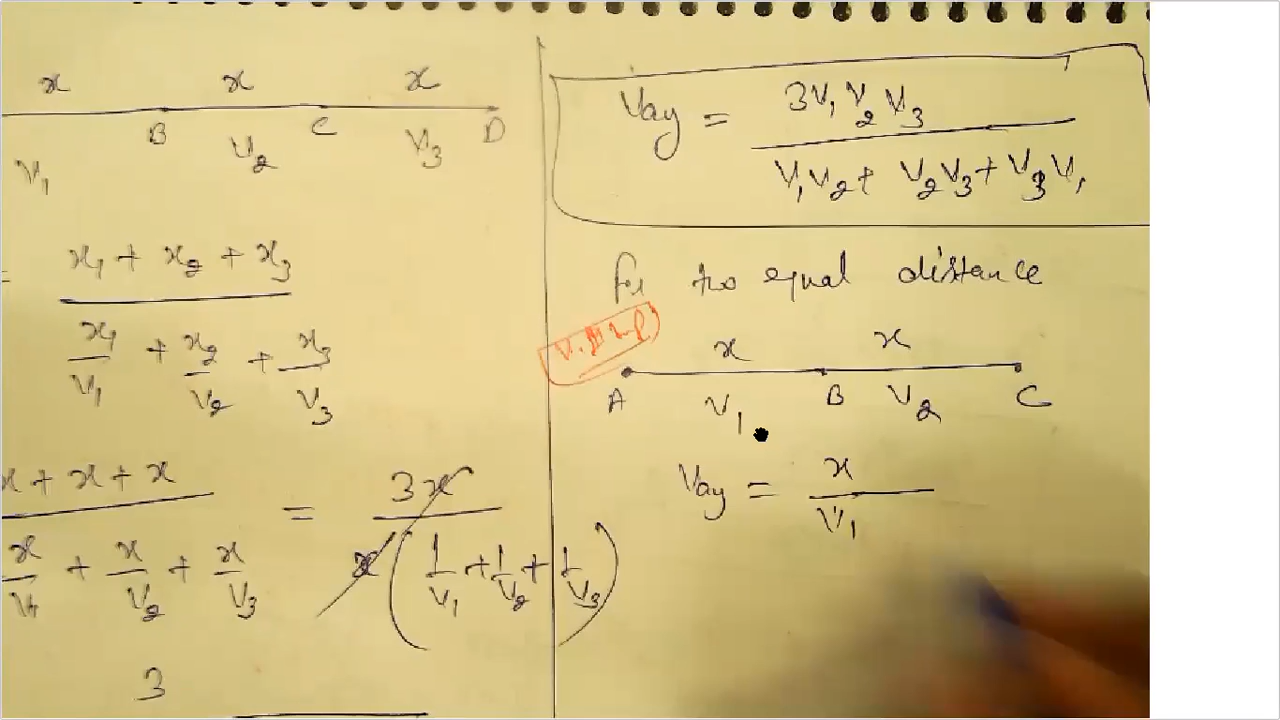 x x x
B C D
V1 V2 V3
x1 + x2 + x3
x1/V1 + x2/V2 + x3/V3
x + x + x = 3x
x/V1 + x/V2 + x/V3 x(1/V1 + 1/V2 + 1/V3)
3
Vav = 3V1V2V3
V1V2 + V2V3 + V3V1
for two equal distance
x x
A B C
V1 V2
Vav = x/V1